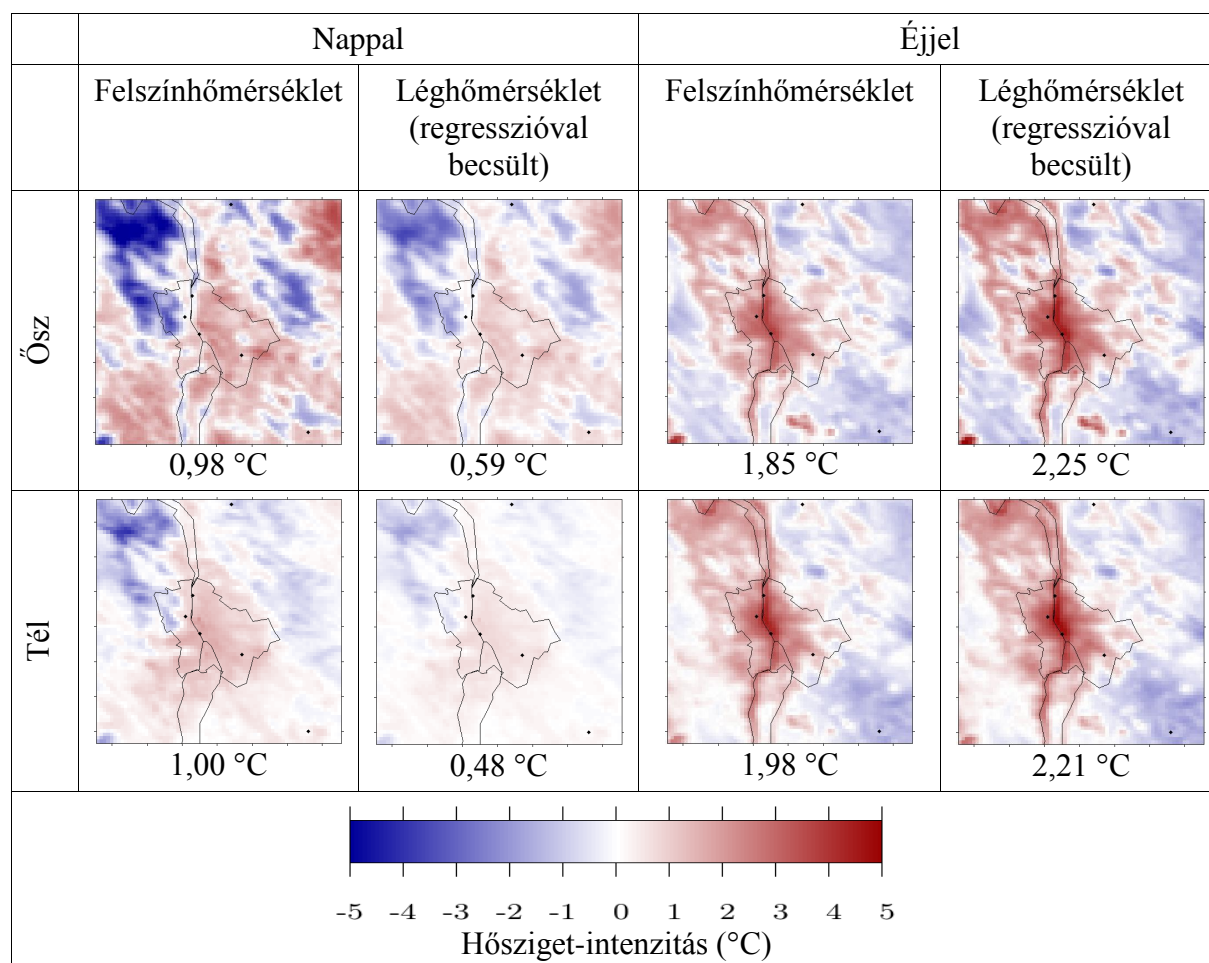 Nappal
Éjjel
Felszínhőmérséklet
Léghőmérséklet
(regresszióval
becsült)
Felszínhőmérséklet
Léghőmérséklet
(regresszióval
becsült)
Ősz
0,98 °C
0,59 °C
1,85 °C
2,25 °C
Tél
1,00 °C
0,48 °C
1,98 °C
2,21 °C
-5 -4 -3 -2 -1 0 1 2 3 4 5
Hősziget-intenzitás (°C)